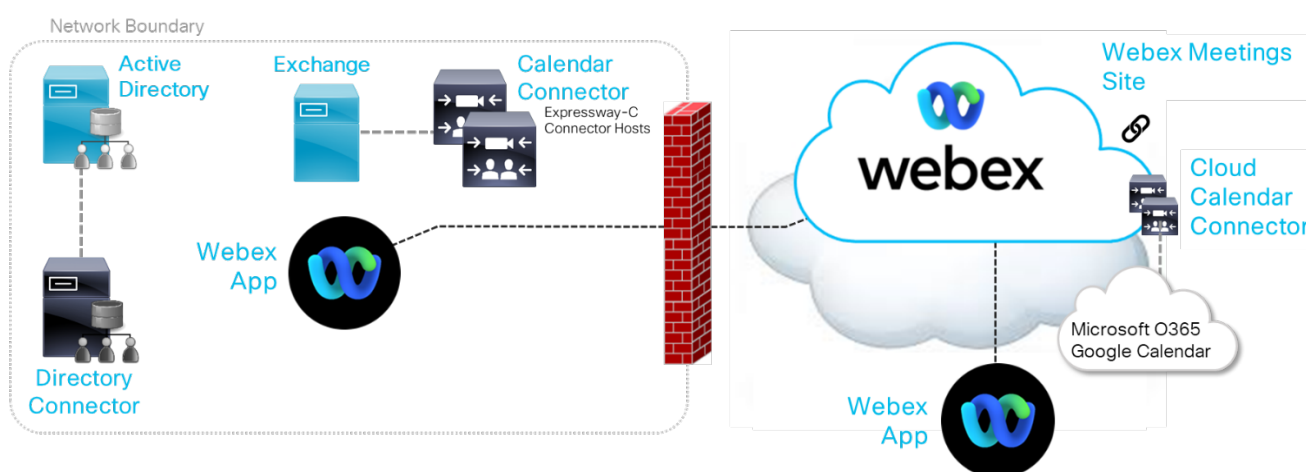 Network Boundary
Active
Directory
Exchange
Calendar
Connector
Expressway-C
Connector Hosts
Webex
App
Directory
Connector
Webex Meetings
Site
webex
Cloud
Calendar
Connector
Microsoft O365
Google Calendar
Webex
App